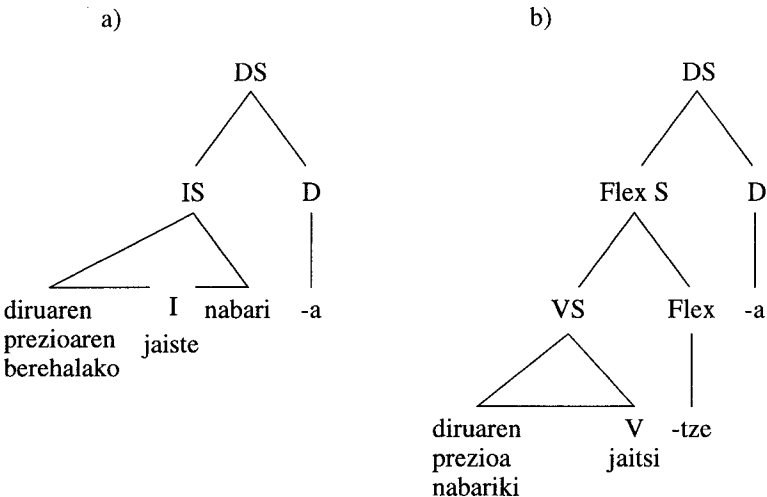 a)
DS
IS D
diruaren I nabari -a
prezioaren jaiste
berehalako
b)
DS
Flex S D
VS Flex -a
diruaren V -tze
prezioa jaitsi
nabariki